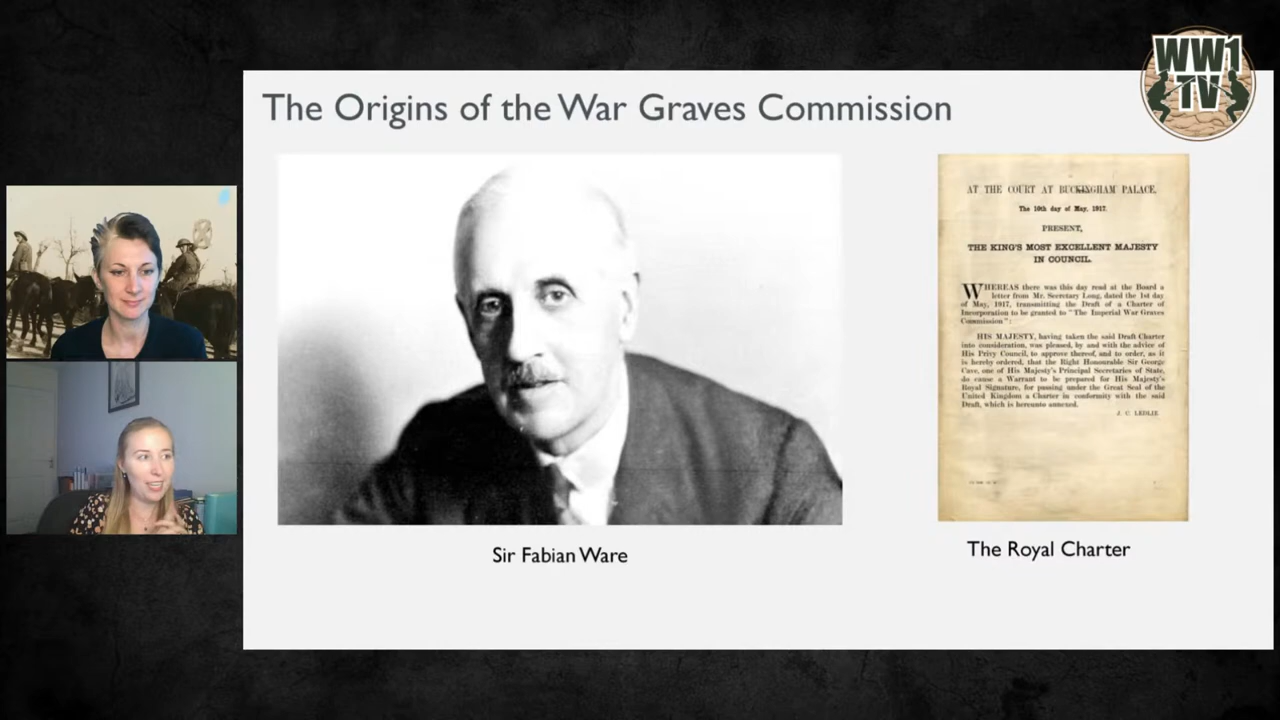 The Origins of the War Graves Commission
WW1
TV
AT THE COURT AT BUCKINGHAM PALACE,
The 10th day of May, 1917.
PRESENT,
THE KING'S MOST EXCELLENT MAJESTY
IN COUNCIL.
WHEREAS there was this day read at the Board a
letter from Mr. Secretary Long, dated the 1st day
of May, 1917, transmitting the Draft of a Charter of
Incorporation to be granted to "The Imperial War Graves
Commission":
HIS MAJESTY, having taken the said Draft Charter
into consideration, was pleased, by and with the advice of
His Privy Council, to approve thereof, and to order, as it
is hereby ordered, that the Right Honourable Sir George
Cave, one of His Majesty's Principal Secretaries of State,
do cause a Warrant to be prepared for His Majesty's
Royal Signature, for passing under the Great Seal of the
United Kingdom a Charter in conformity with the said
Draft, which is hereunto annexed.
J. C. LEDLIE
Sir Fabian Ware
The Royal Charter